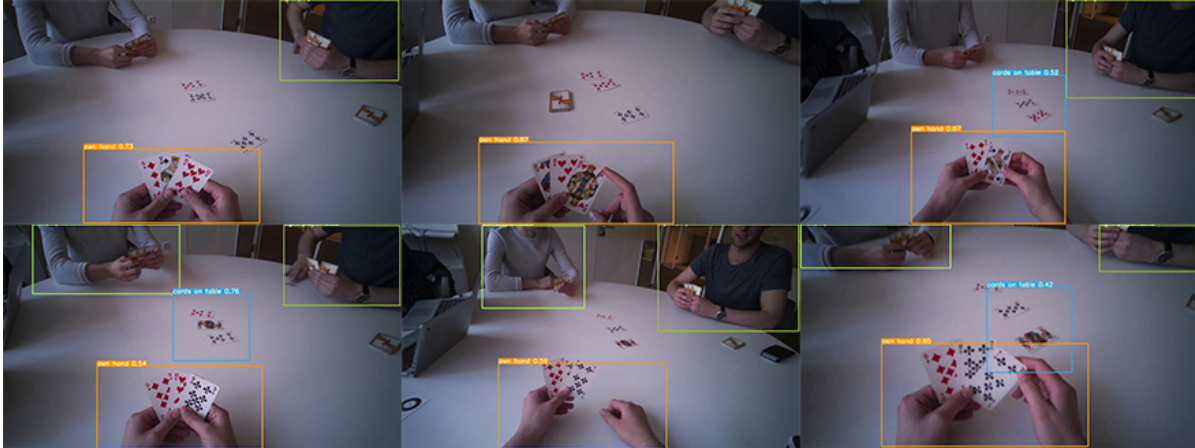 own hand 0.73
own hand 0.87
cards on table 0.52
own hand 0.87
cards on table 0.76
own hand 0.54
own hand 0.59
cards on table 0.42
own hand 0.65